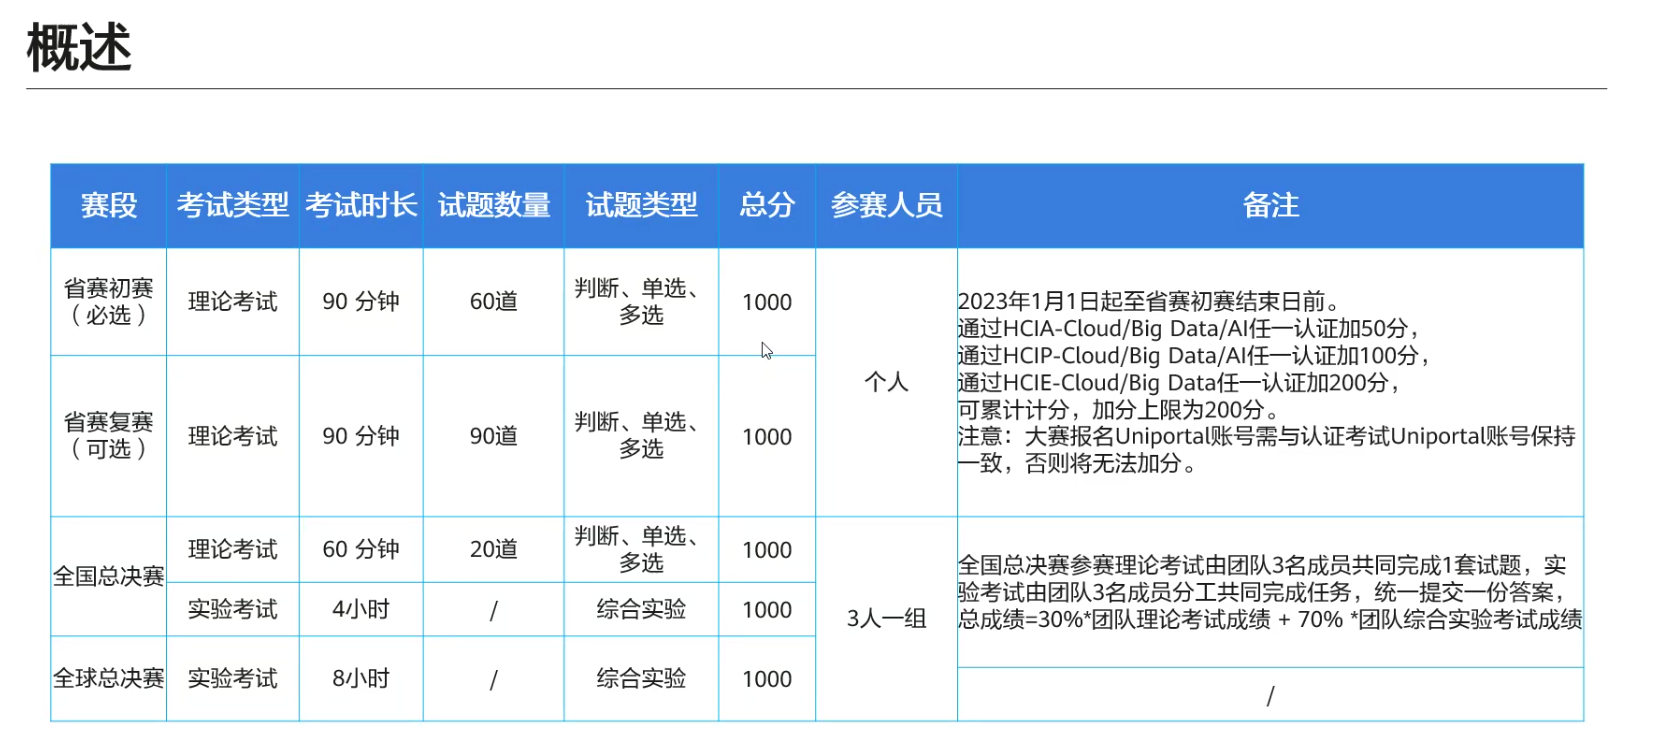 概述
赛段 考试类型 考试时长 试题数量 试题类型 总分 参赛人员 备注
省赛初赛
（必选）
理论考试
90 分钟
60道
判断、单选、
多选
1000
个人
2023年1月1日起至省赛初赛结束日前。
通过HCIA-Cloud/Big Data/AI任一认证加50分，
通过HCIP-Cloud/Big Data/AI任一认证加100分，
通过HCIE-Cloud/Big Data任一认证加200分，
可累计计分，加分上限为200分。
注意：大赛报名Uniportal账号需与认证考试Uniportal账号保持
一致，否则将无法加分。
省赛复赛
（可选）
理论考试
90 分钟
90道
判断、单选、
多选
1000
全国总决赛
理论考试
60 分钟
20道
判断、单选、
多选
1000
3人一组
全国总决赛参赛理论考试由团队3名成员共同完成1套试题，实
验考试由团队3名成员分工共同完成任务，统一提交一份答案，
总成绩=30%*团队理论考试成绩 + 70% *团队综合实验考试成绩
实验考试
4小时
/
综合实验
1000
全球总决赛
实验考试
8小时
/
综合实验
1000
/